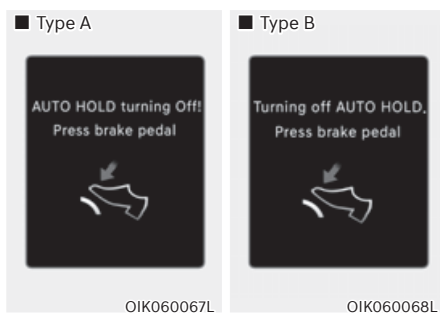 ■ Type A
AUTO HOLD turning Off!
Press brake pedal
OIK060067L
■ Type B
Turning off AUTO HOLD.
Press brake pedal
OIK060068L